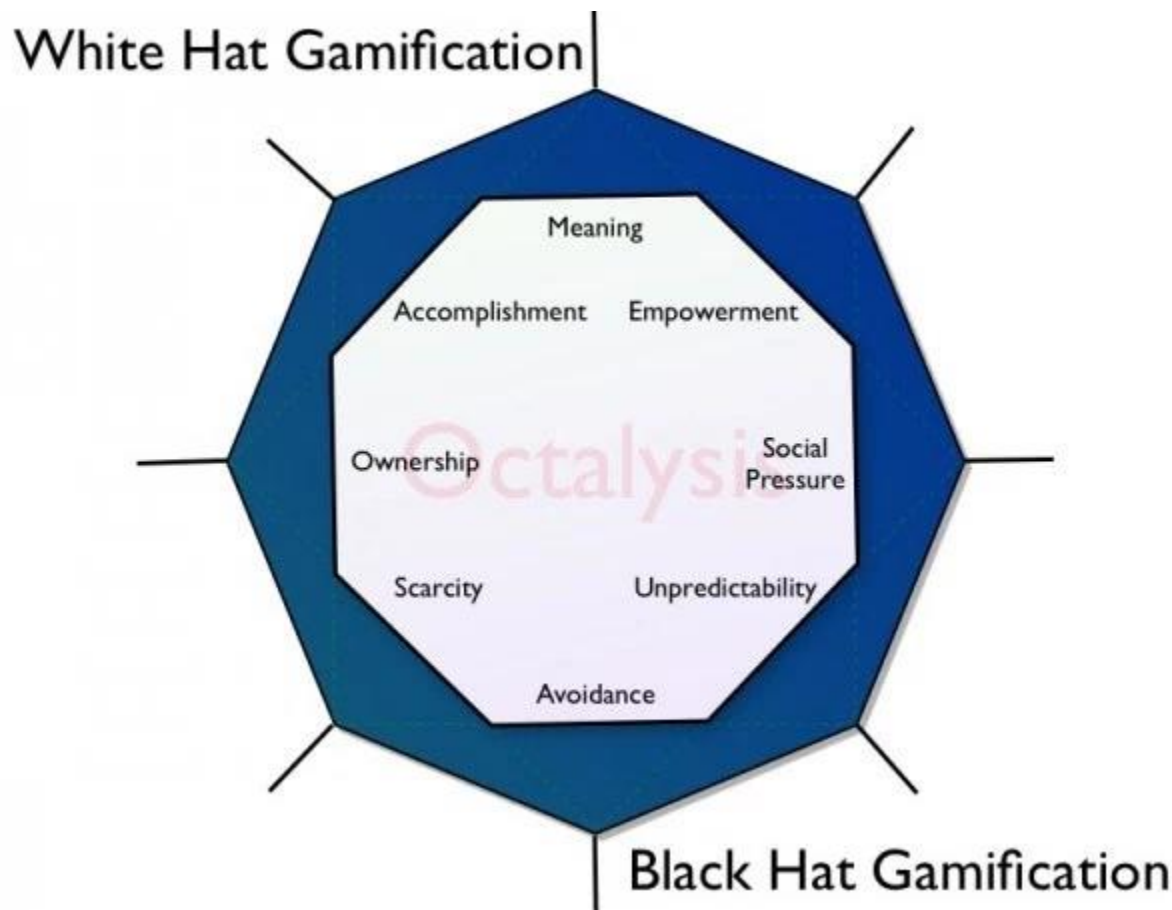 White Hat Gamification
Meaning
Accomplishment Empowerment
Octalysis
Ownership
Social
Pressure
Scarcity Unpredictability
Avoidance
Black Hat Gamification